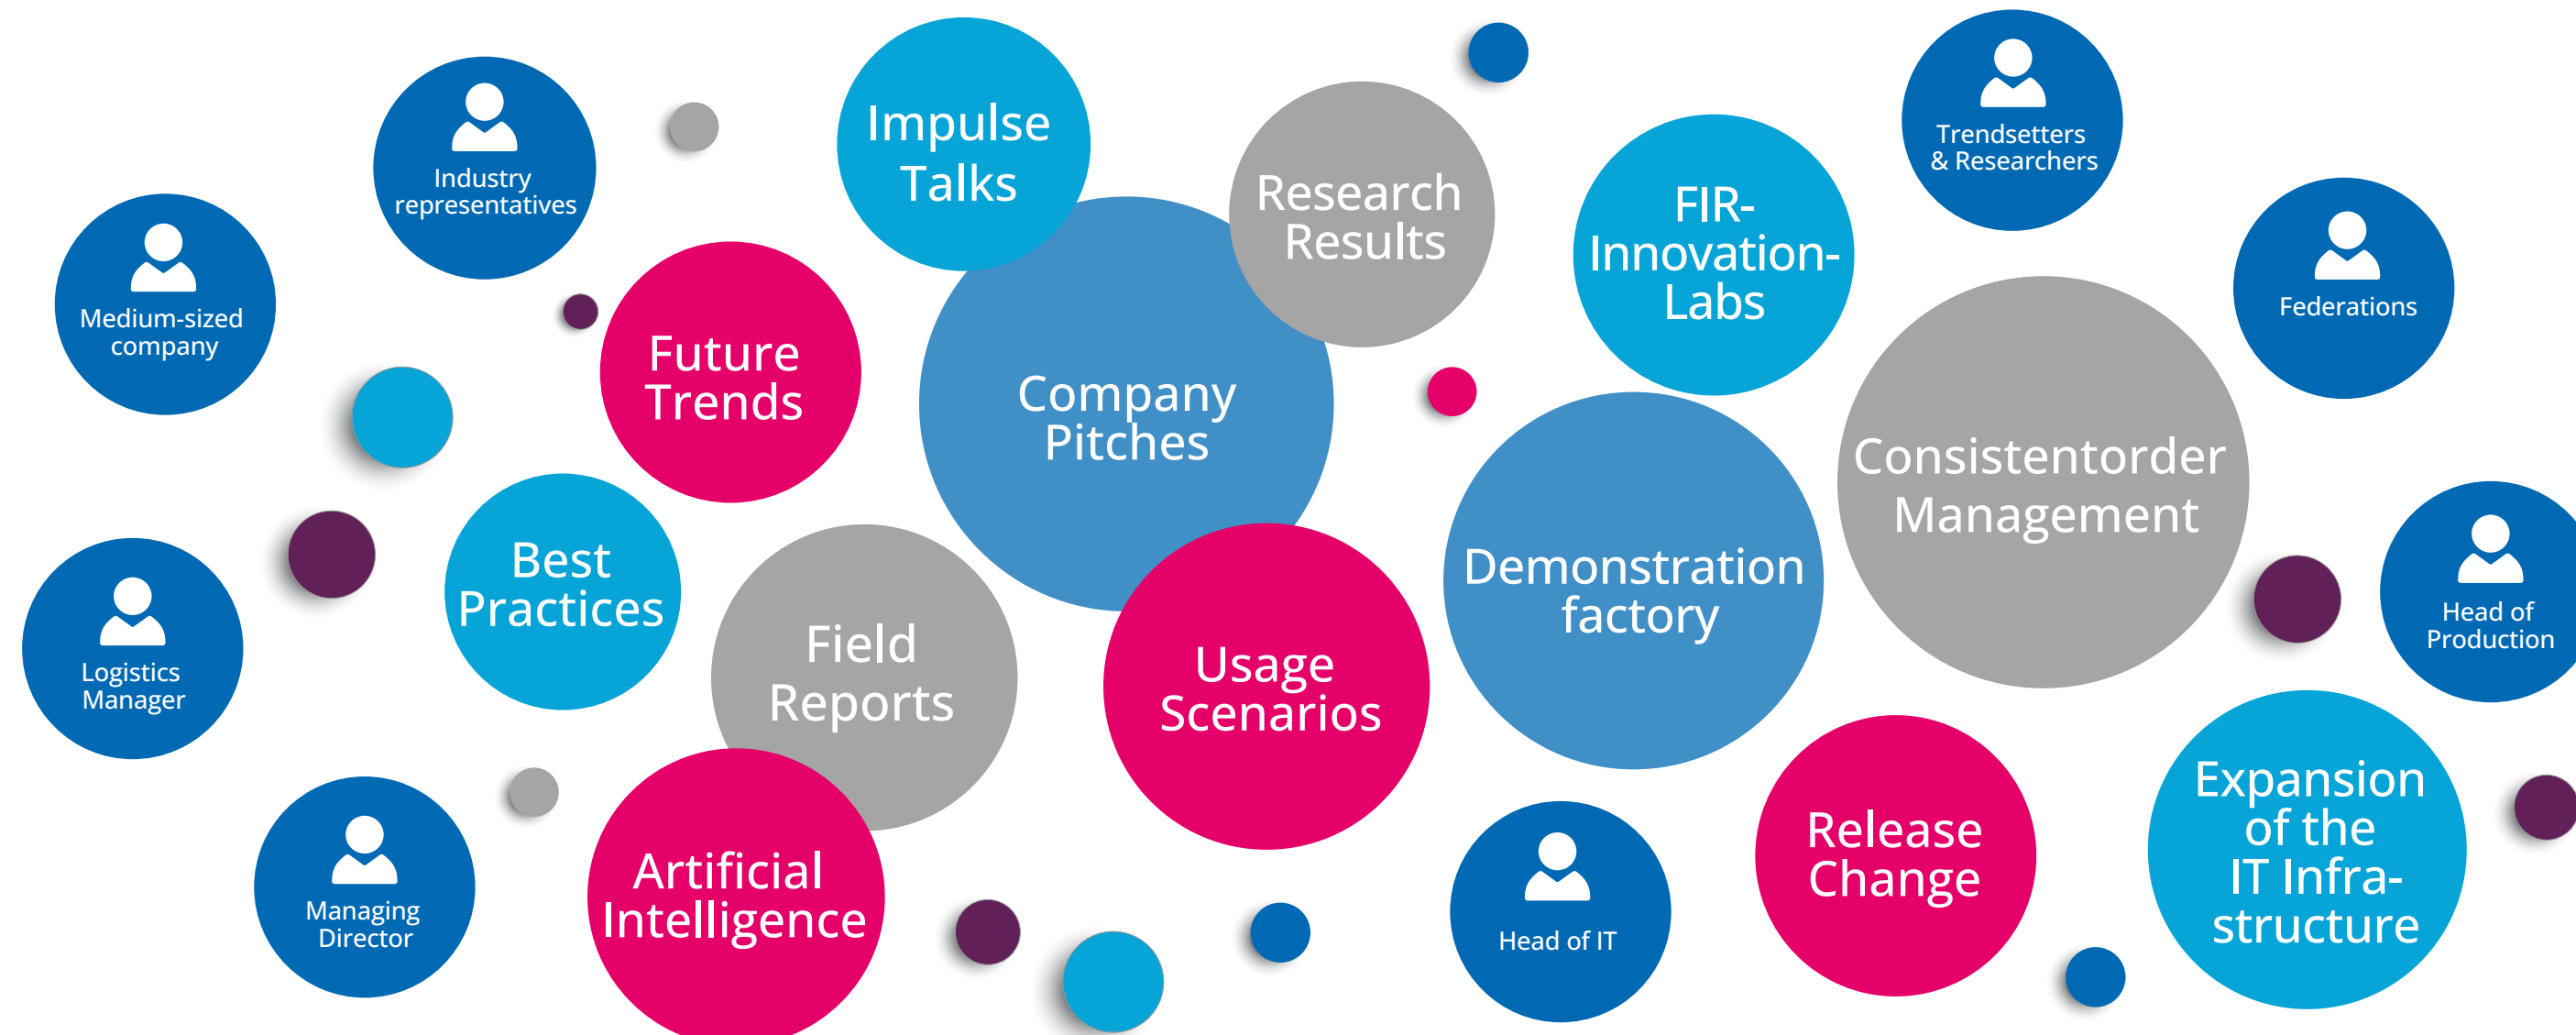 Industry
representatives
Medium-sized
company
Impulse
Talks
Research
Results
FIR-
Innovation-
Labs
Trendsetters
& Researchers
Federations
Future
Trends
Company
Pitches
Consistentorder
Management
Best
Practices
Demonstration
factory
Head of
Production
Logistics
Manager
Field
Reports
Usage
Scenarios
Managing
Director
Artificial
Intelligence
Head of IT
Release
Change
Expansion
of the
IT Infra-
structure